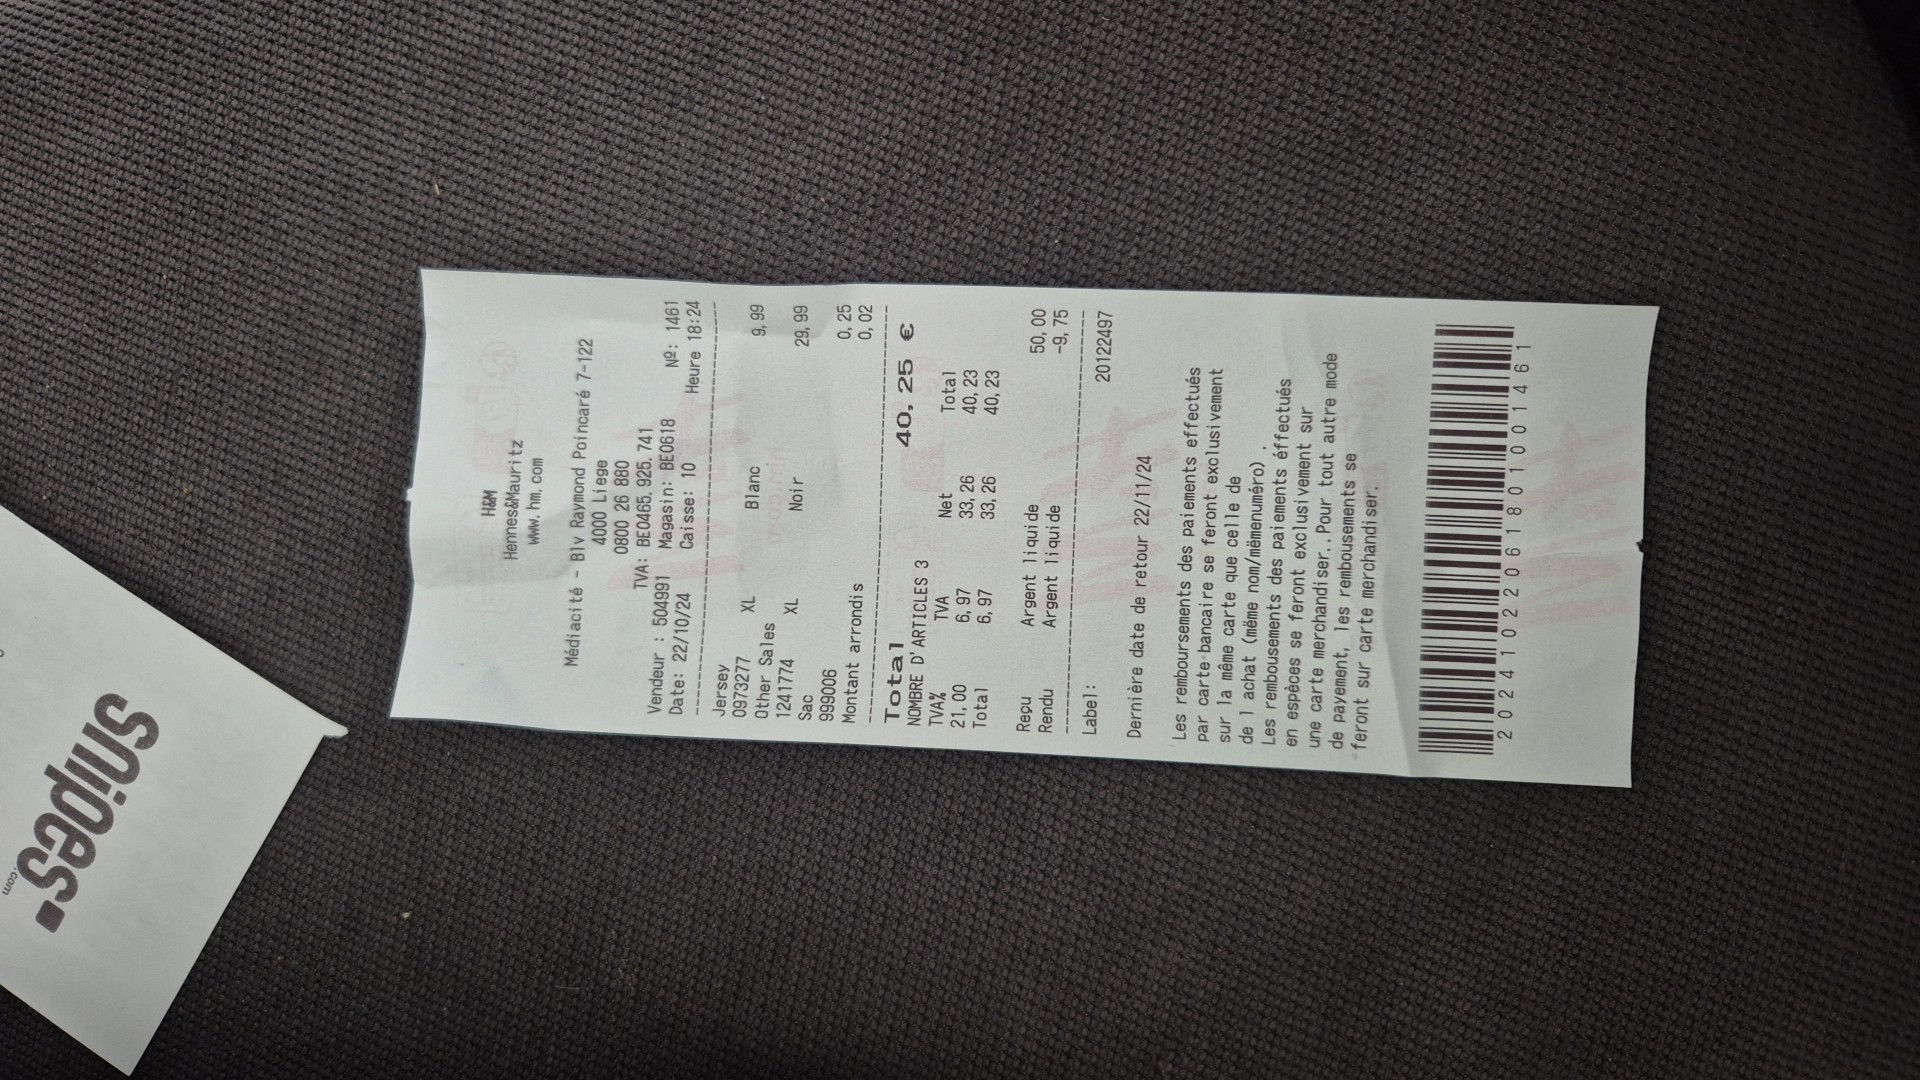 H&M
Hennes&Mauritz
www.hm.com
Médiacité - Blv Raymond Poincaré 7-122
4000 Liege
0800 26 880
TVA: BE0465.925.741
Vendeur : 504991 Magasin: BE0618 Nº: 1461
Date: 22/10/24 Caisse: 10 Heure 18:24
Jersey
0973277 XL Blanc 9,99
Other Sales
1241774 XL Noir 29,99
Sac
999006 0,25
Montant arrondis 0,02
Total 40,25 €
NOMBRE D'ARTICLES 3
TVA% TVA Net Total
21,00 6,97 33,26 40,23
Total 6,97 33,26 40,23
Repu Argent liquide 50,00
Rendu Argent liquide -9,75
Label: 20122497
Dernière date de retour 22/11/24
Les remboursements des paiements effectués
par carte-bancaire se feront exclusivement
sur la même carte que celle de
de l achat (même nom/mêmenuméro).
Les rembousements des paiements éffectués
en espèces se feront exclusivement sur
une carte merchandiser..Pour tout autre mode
de payement, les rembousements se
feront sur carte merchandiser.
20241022061801001461
snipes
.com